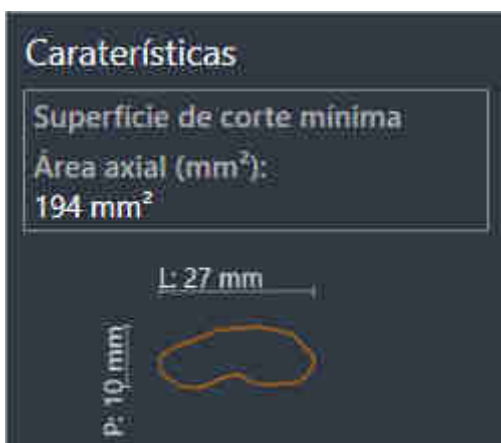 Caraterísticas
Superfície de corte mínima
Área axial (mm²):
194 mm²
L: 27 mm
P: 10 mm